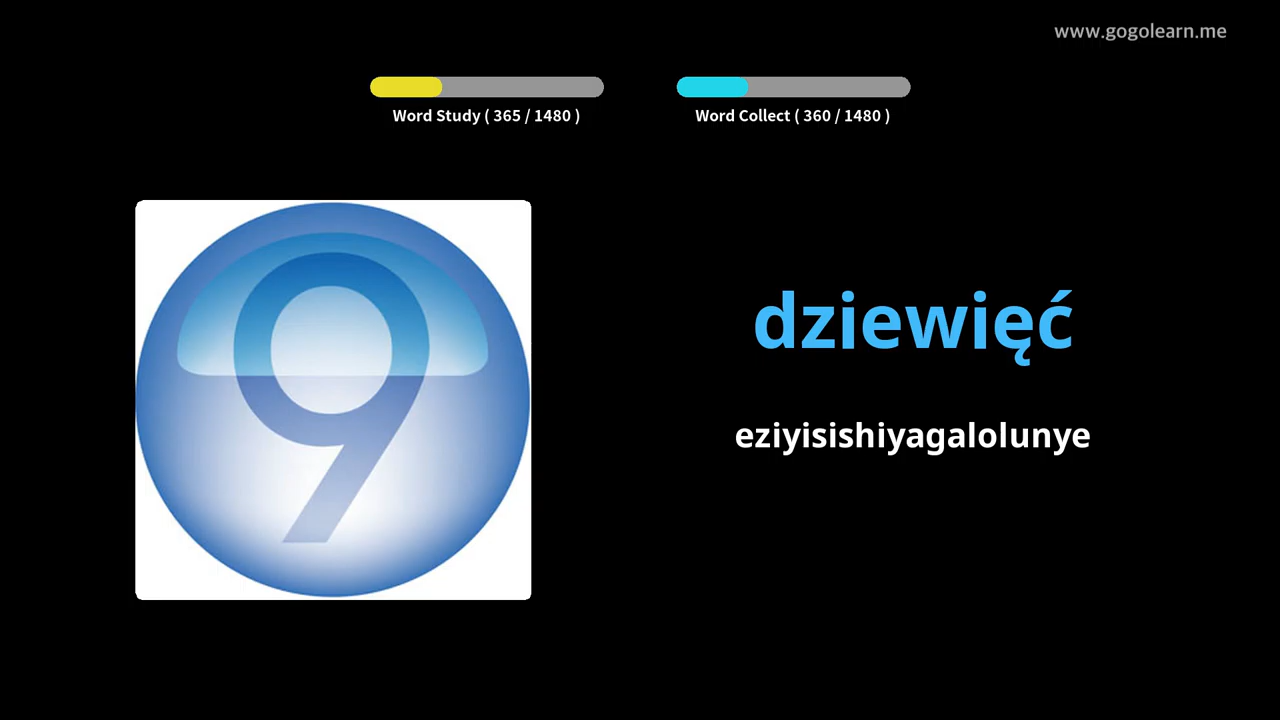 www.gogolearn.me
Word Study ( 365 / 1480 )
Word Collect ( 360 / 1480 )
9
dziewięć
eziyisishiyagalolunye